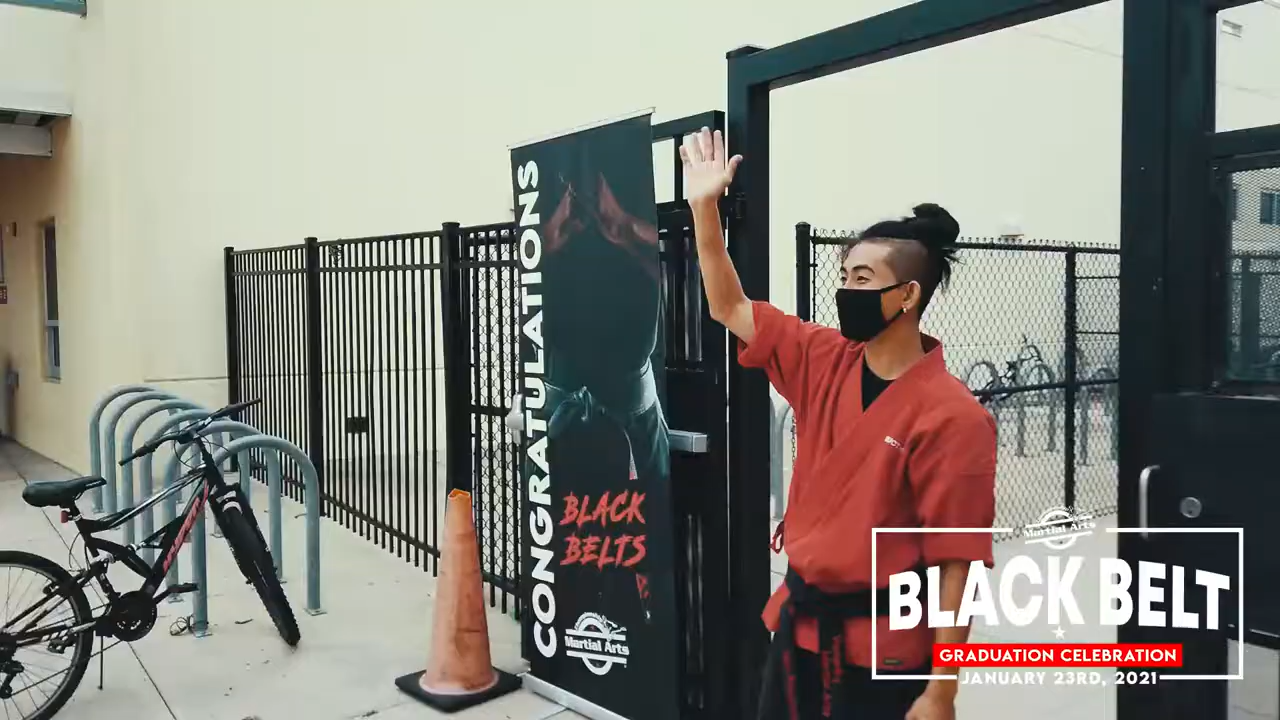 CONGRATULATIONS
BLACK
BELTS
Martial Arts
Martial Arts
BLACK BELT
GRADUATION CELEBRATION
JANUARY 23RD, 2021